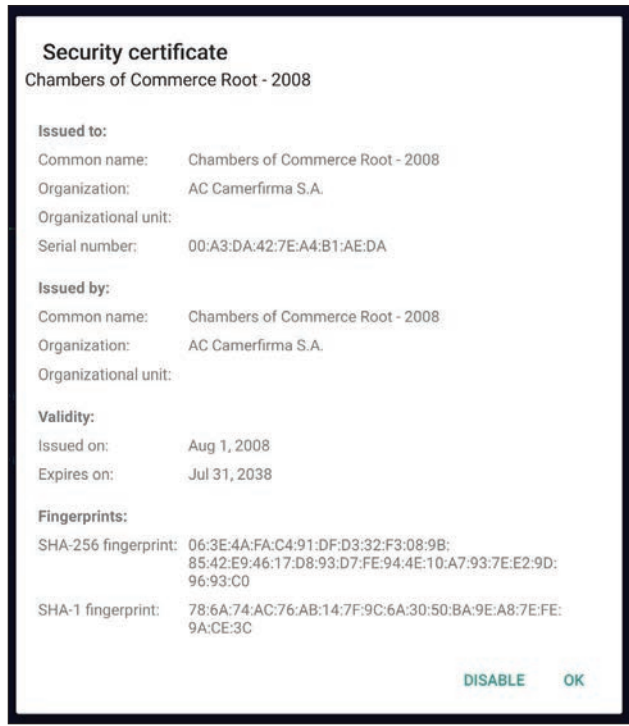 Security certificate
Chambers of Commerce Root - 2008
Issued to:
Common name: Chambers of Commerce Root - 2008
Organization: AC Camerfirma S.A.
Organizational unit:
Serial number: 00:A3:DA:42:7E:A4:B1:AE:DA
Issued by:
Common name: Chambers of Commerce Root - 2008
Organization: AC Camerfirma S.A.
Organizational unit:
Validity:
Issued on: Aug 1, 2008
Expires on: Jul 31, 2038
Fingerprints:
SHA-256 fingerprint: 06:3E:4A:FA:C4:91:DF:D3:32:F3:08:9B:
85:42:E9:46:17:D8:93:D7:FE:94:4E:10:A7:93:7E:E2:9D:
96:93:C0
SHA-1 fingerprint: 78:6A:74:AC:76:AB:14:7F:9C:6A:30:50:BA:9E:A8:7E:FE:
9A:CE:3C
DISABLE OK